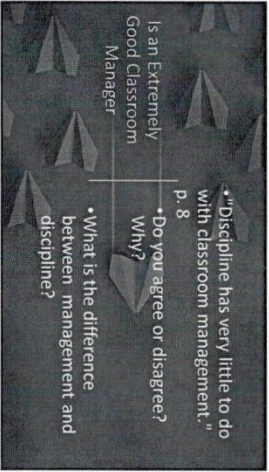 Is an Extremely
Good Classroom
Manager
•"Discipline has very little to do
with classroom management."
p. 8
•Do you agree or disagree?
Why?
•What is the difference
between management and
discipline?